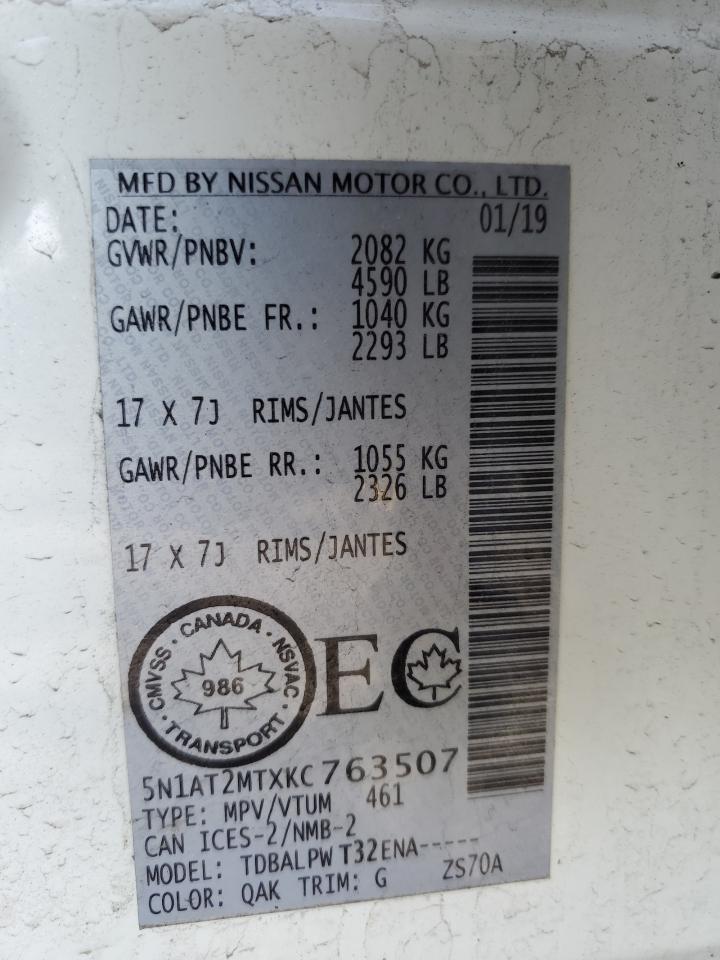 MFD BY NISSAN MOTOR CO., LTD.
DATE: 01/19
GVWR/PNBV: 2082 KG
4590 LB
GAWR/PNBE FR.: 1040 KG
2293 LB
17 X 7J RIMS/JANTES
GAWR/PNBE RR.: 1055 KG
2326 LB
17 X 7J RIMS/JANTES
CMVSS · CANADA · NSVAC · TRANSPORT ·
986
EC
5N1AT2MTXKC763507
TYPE: MPV/VTUM 461
CAN ICES-2/NMB-2
MODEL: TDBALPWT32ENA-----
COLOR: QAK TRIM: G ZS70A